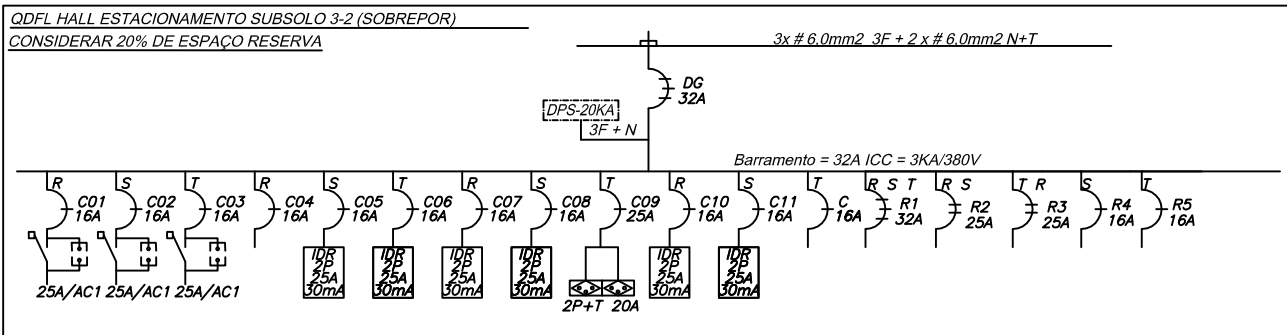 QDFL HALL ESTACIONAMENTO SUBSOLO 3-2 (SOBREPOR)
CONSIDERAR 20% DE ESPAÇO RESERVA
3x # 6,0mm2 3F + 2 x # 6,0mm2 N+T
DG
32A
DPS-20KA
3F + N
Barramento = 32A ICC = 3KA/380V
R S T R S T R S T R S T R S T R S T R S T
C01 C02 C03 C04 C05 C06 C07 C08 C09 C10 C11 C R1 R2 R3 R4 R5
16A 16A 16A 16A 16A 16A 16A 16A 25A 16A 16A 16A 32A 25A 25A 16A 16A
IDR IDR IDR IDR IDR IDR
2P 2P 2P 2P 2P 2P
25A 25A 25A 25A 25A 25A
30mA 30mA 30mA 30mA 30mA 30mA
25A/AC1 25A/AC1 25A/AC1
2P+T 20A